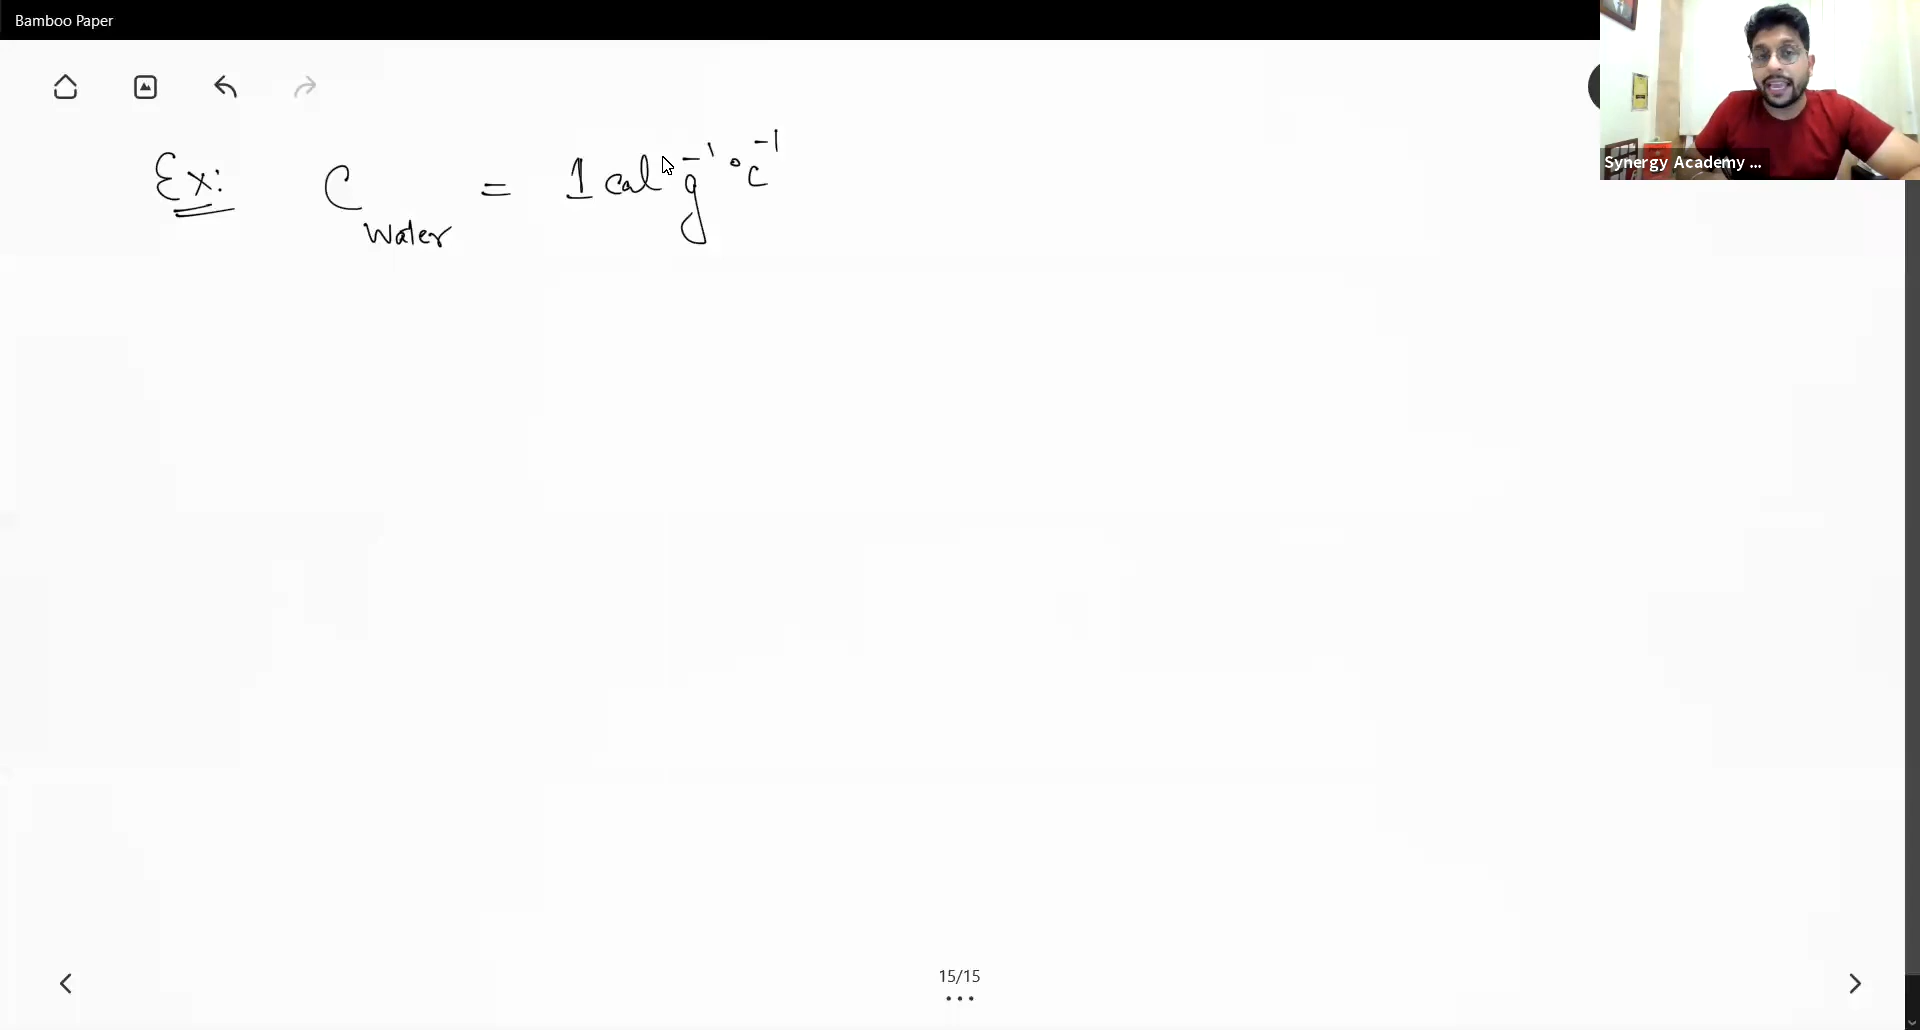 Bamboo Paper
Synergy Academy ...
Ex: C water = 1 cal g⁻¹ °c⁻¹
15/15